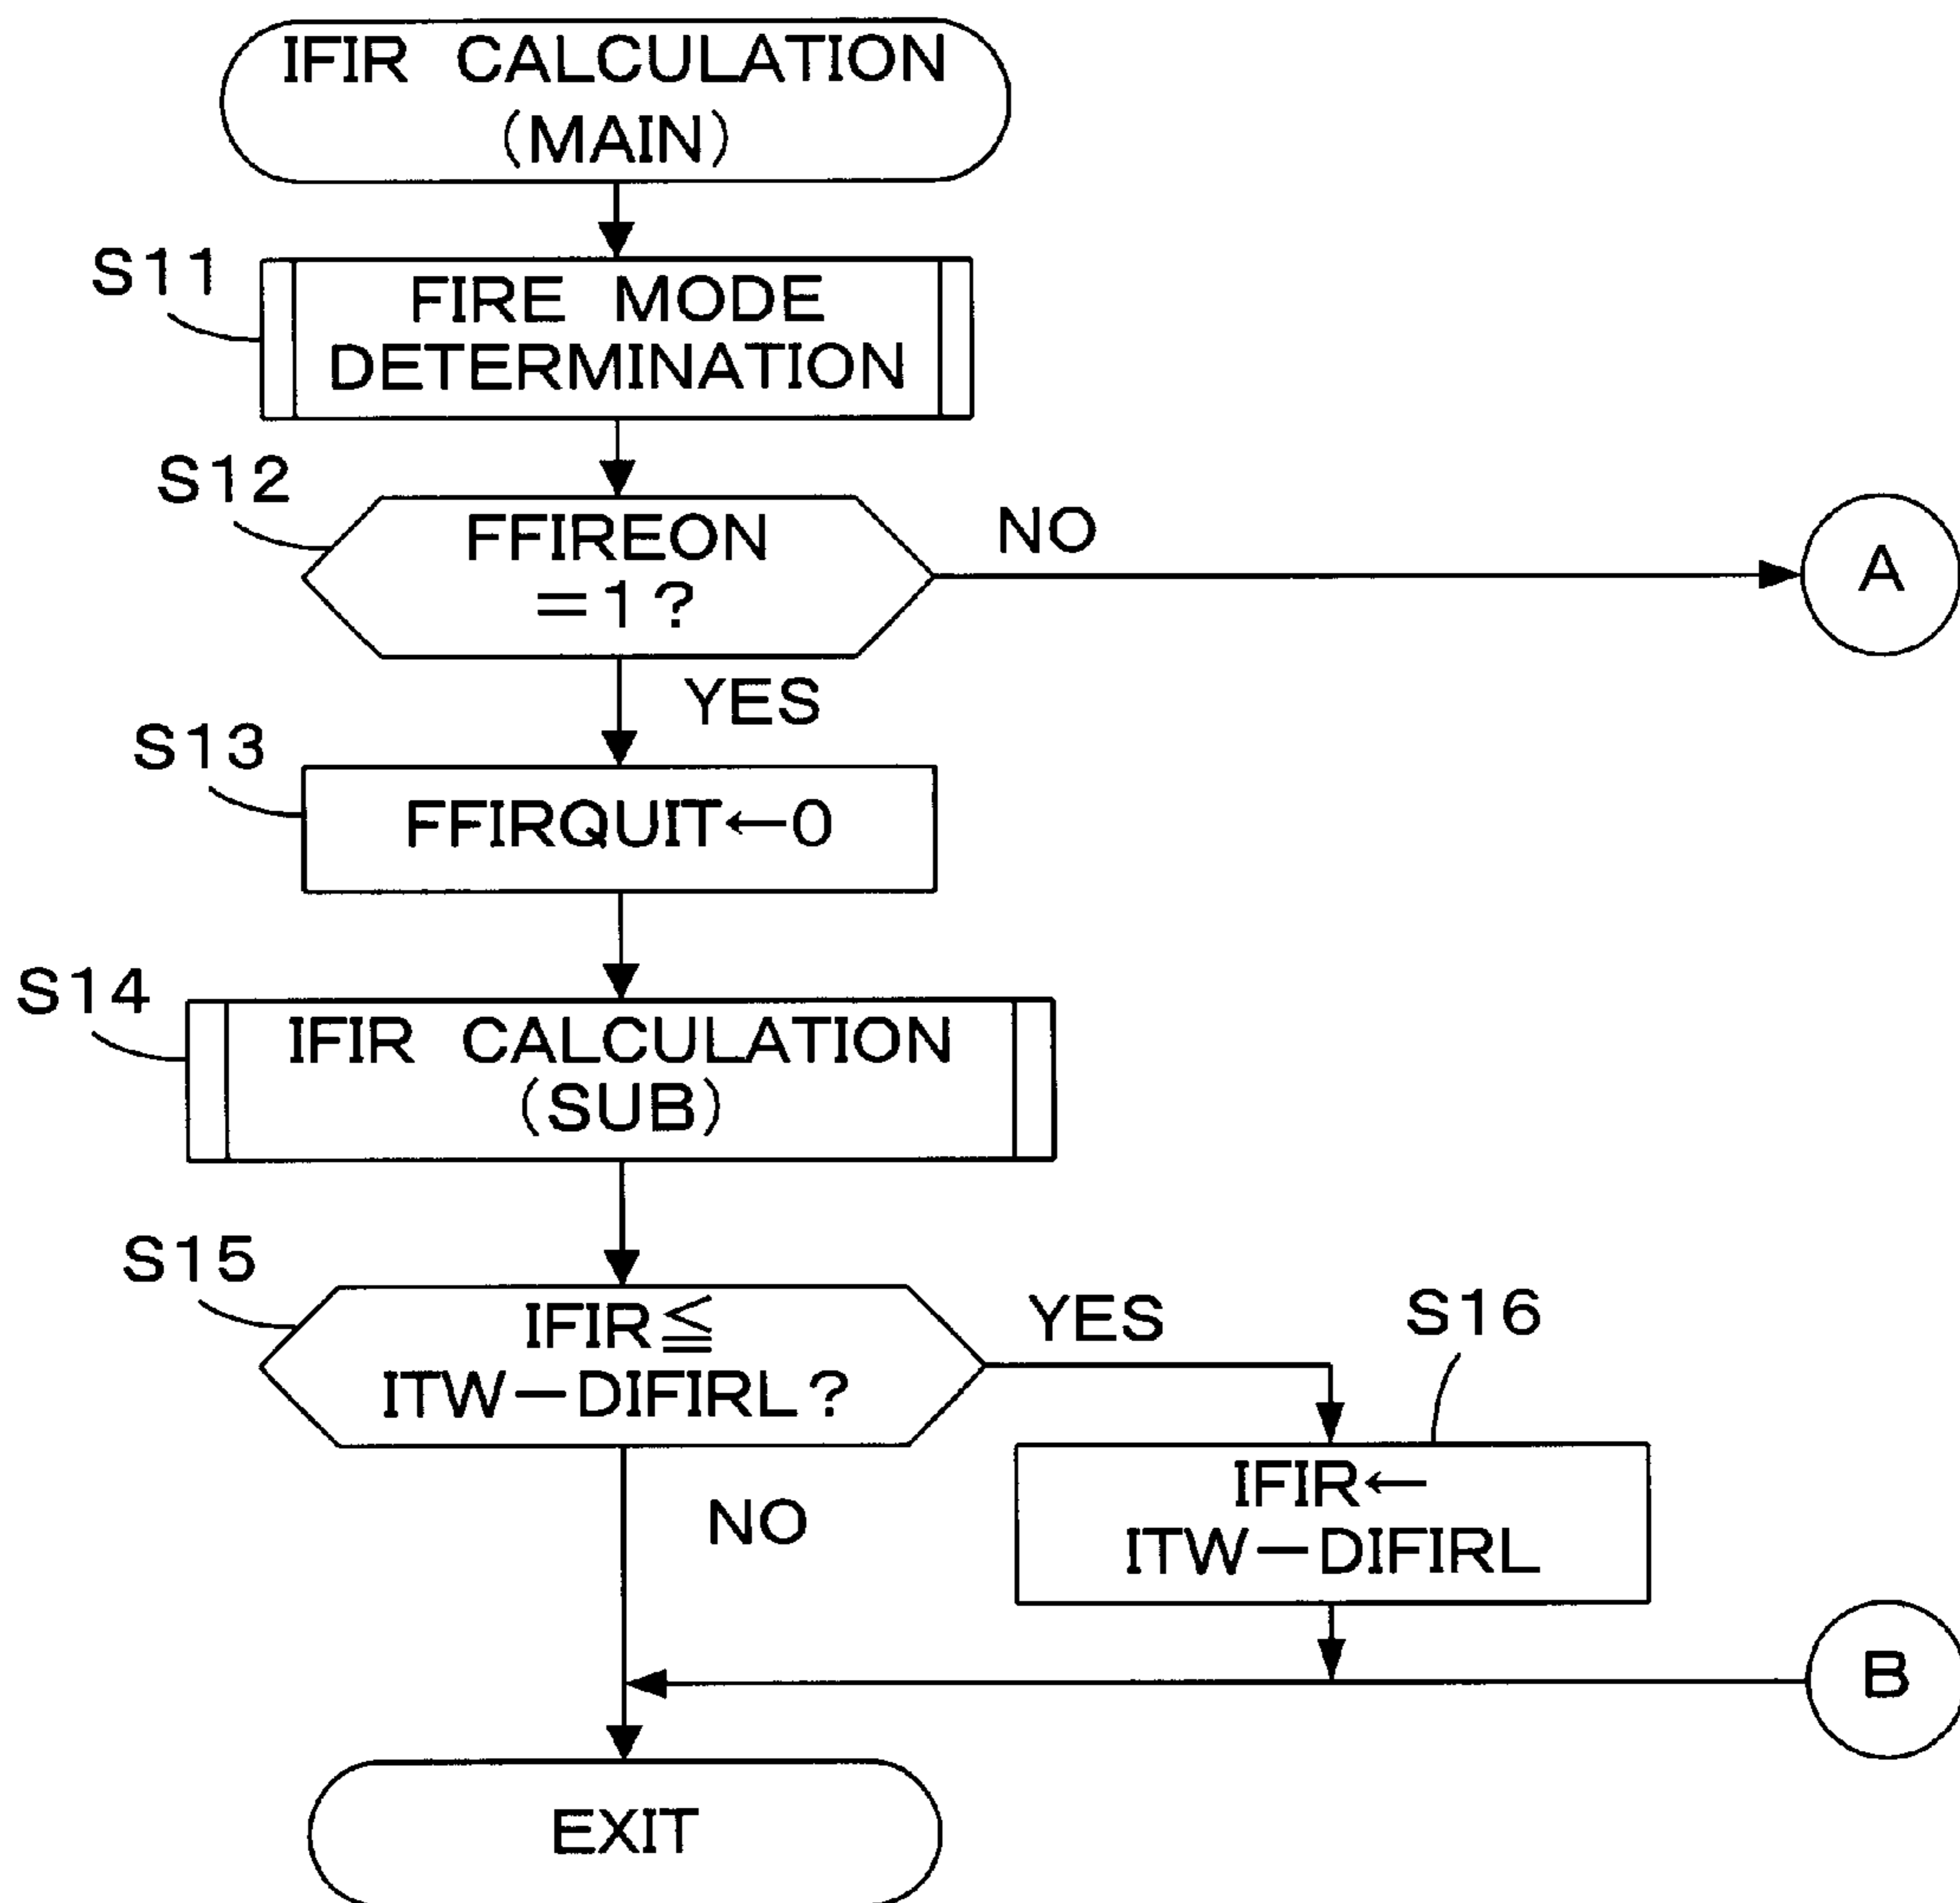 IFIR CALCULATION
(MAIN)
S11
FIRE MODE
DETERMINATION
S12
FFIREON
=1?
NO
A
YES
S13
FFIRQUIT←0
S14
IFIR CALCULATION
(SUB)
S15
IFIR≦
ITW−DIFIRL?
YES
S16
NO
IFIR←
ITW−DIFIRL
B
EXIT